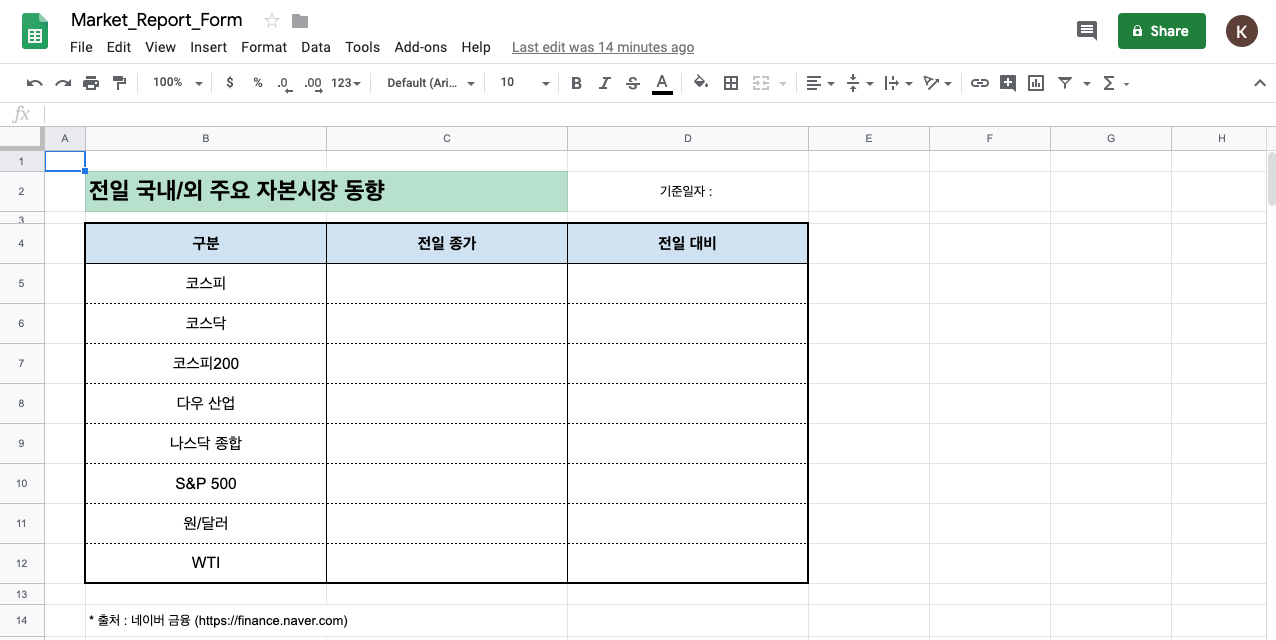 Market_Report_Form
File Edit View Insert Format Data Tools Add-ons Help Last edit was 14 minutes ago
Share
K
100% $ % .0 .00 123 Default (Ari... 10 B I S A Σ
fx
A B C D E F G H
1
2 전일 국내/외 주요 자본시장 동향 기준일자 :
3
4 구분 전일 종가 전일 대비
5 코스피
6 코스닥
7 코스피200
8 다우 산업
9 나스닥 종합
10 S&P 500
11 원/달러
12 WTI
13
14 * 출처 : 네이버 금융 (https://finance.naver.com)